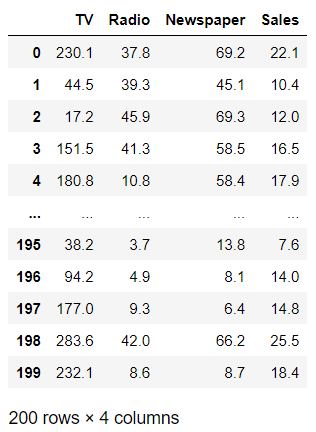 TV Radio Newspaper Sales
0 230.1 37.8 69.2 22.1
1 44.5 39.3 45.1 10.4
2 17.2 45.9 69.3 12.0
3 151.5 41.3 58.5 16.5
4 180.8 10.8 58.4 17.9
... ... ... ... ...
195 38.2 3.7 13.8 7.6
196 94.2 4.9 8.1 14.0
197 177.0 9.3 6.4 14.8
198 283.6 42.0 66.2 25.5
199 232.1 8.6 8.7 18.4
200 rows × 4 columns